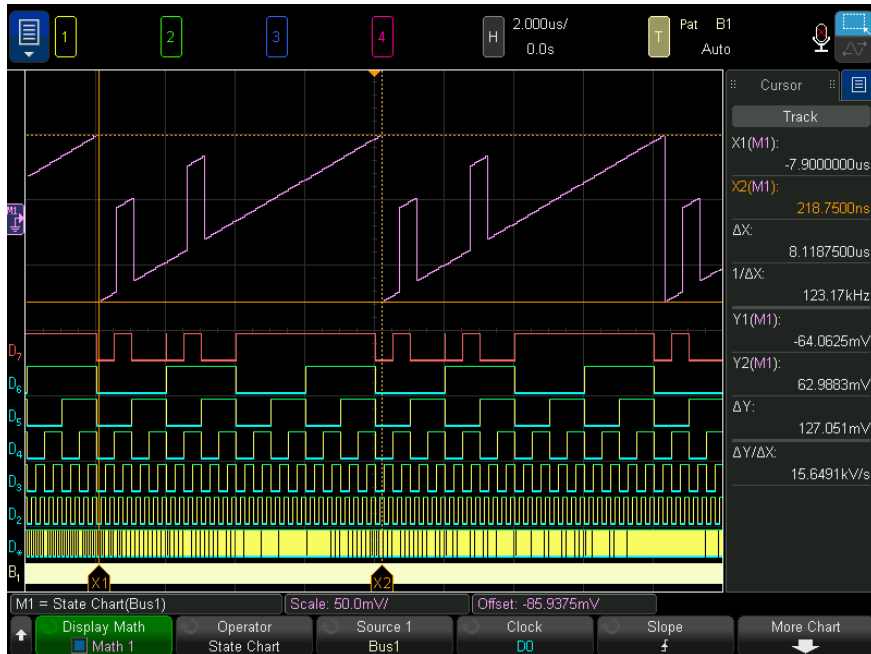 1
2
3
4
H
2.000us/
0.0s
T
Pat B1
Auto
Cursor
Track
X1(M1):
-7.9000000us
X2(M1):
218.7500ns
ΔX:
8.1187500us
1/ΔX:
123.17kHz
Y1(M1):
-64.0625mV
Y2(M1):
62.9883mV
ΔY:
127.051mV
ΔY/ΔX:
15.6491kV/s
M1
D7
D6
D5
D4
D3
D2
D*
B1
X1
X2
M1 = State Chart(Bus1)
Scale: 50.0mV/
Offset: -85.9375mV
Display Math
Math 1
Operator
State Chart
Source 1
Bus1
Clock
D0
Slope
More Chart